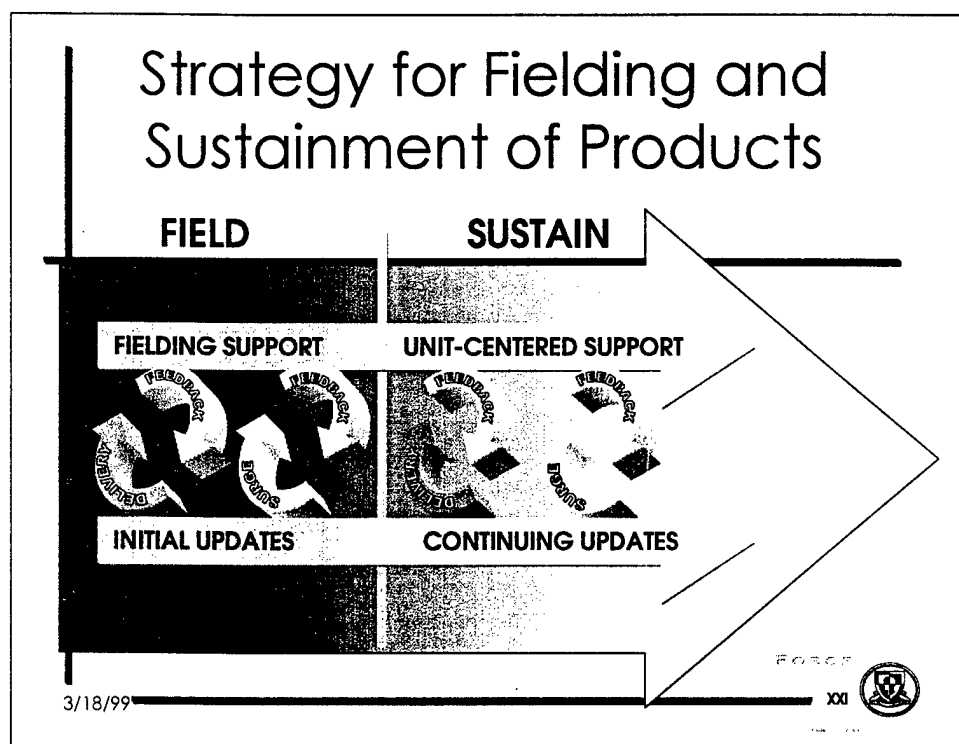 Strategy for Fielding and
Sustainment of Products
FIELD SUSTAIN
FIELDING SUPPORT UNIT-CENTERED SUPPORT
FEEDBACK FEEDBACK FEEDBACK FEEDBACK
DELIVERY SURGE DELIVERY SURGE
INITIAL UPDATES CONTINUING UPDATES
FORCE
3/18/99 XXI